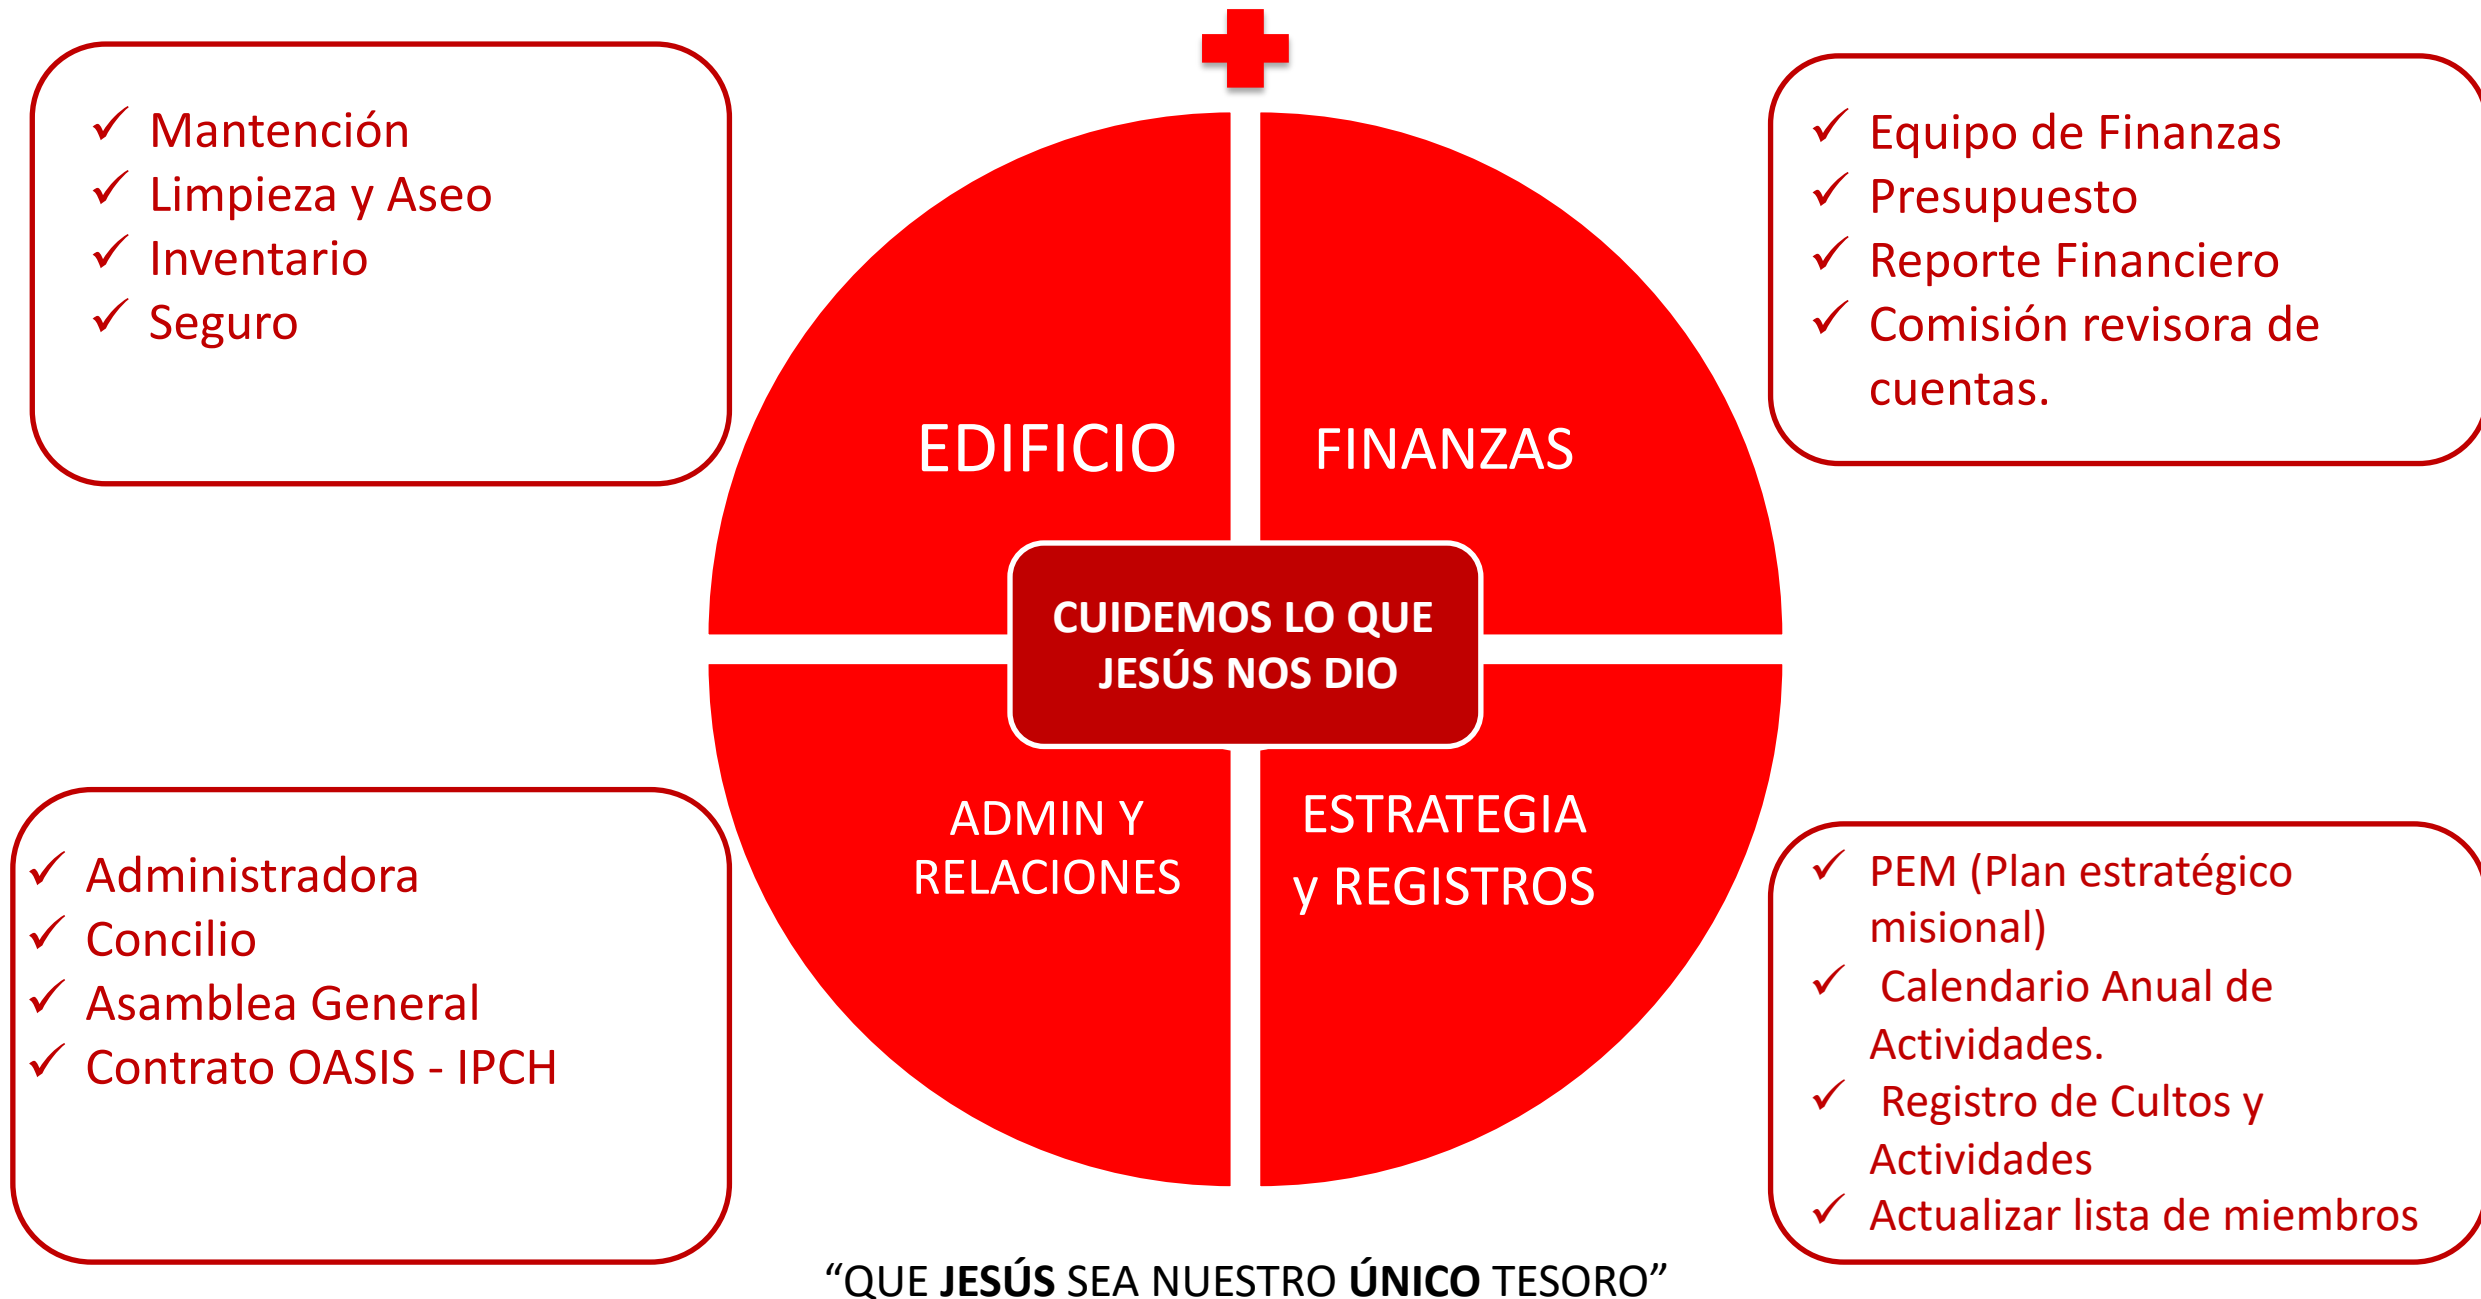 Mantención
Limpieza y Aseo
Inventario
Seguro
Equipo de Finanzas
Presupuesto
Reporte Financiero
Comisión revisora de
cuentas.
EDIFICIO
FINANZAS
CUIDEMOS LO QUE
JESÚS NOS DIO
ADMIN Y
RELACIONES
ESTRATEGIA
y REGISTROS
Administradora
Concilio
Asamblea General
Contrato OASIS - IPCH
PEM (Plan estratégico
misional)
Calendario Anual de
Actividades.
Registro de Cultos y
Actividades
Actualizar lista de miembros
“QUE JESÚS SEA NUESTRO ÚNICO TESORO”